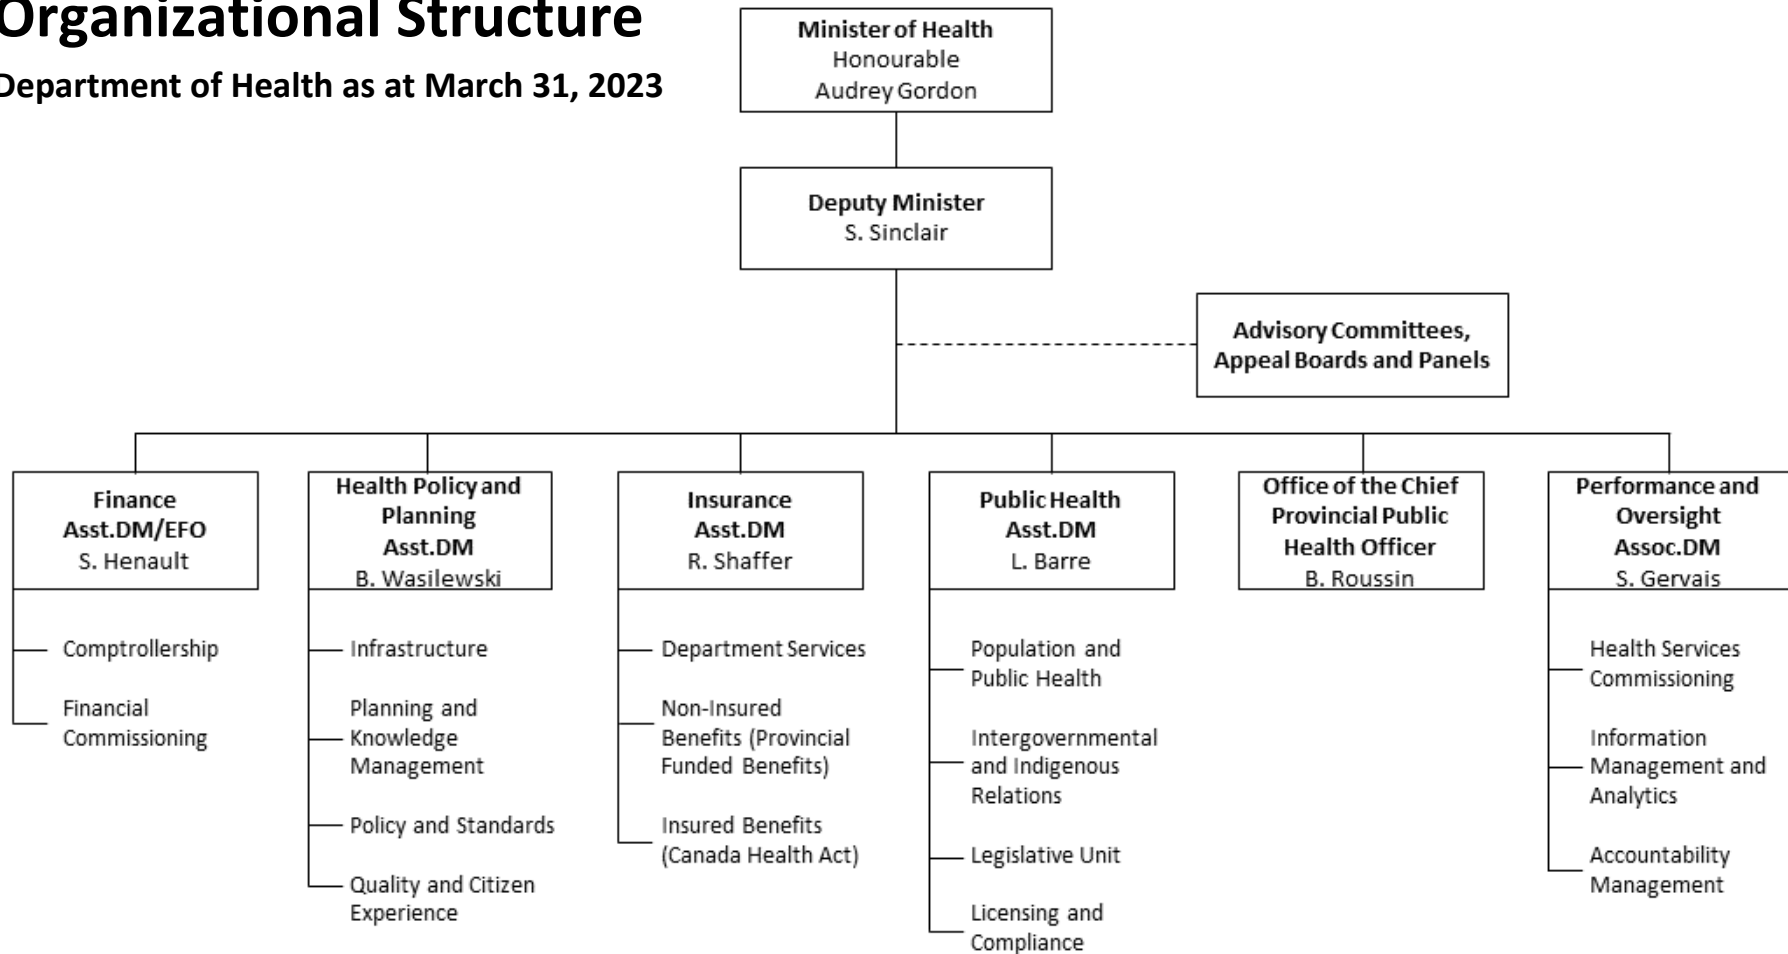 Organizational Structure
Department of Health as at March 31, 2023
Minister of Health
Honourable
Audrey Gordon
Deputy Minister
S. Sinclair
Advisory Committees,
Appeal Boards and Panels
Finance
Asst.DM/EFO
S. Henault
Comptrollership
Financial
Commissioning
Health Policy and
Planning
Asst.DM
B. Wasilewski
Infrastructure
Planning and
Knowledge
Management
Policy and Standards
Quality and Citizen
Experience
Insurance
Asst.DM
R. Shaffer
Department Services
Non-Insured
Benefits (Provincial
Funded Benefits)
Insured Benefits
(Canada Health Act)
Public Health
Asst.DM
L. Barre
Population and
Public Health
Intergovernmental
and Indigenous
Relations
Legislative Unit
Licensing and
Compliance
Office of the Chief
Provincial Public
Health Officer
B. Roussin
Performance and
Oversight
Assoc.DM
S. Gervais
Health Services
Commissioning
Information
Management and
Analytics
Accountability
Management